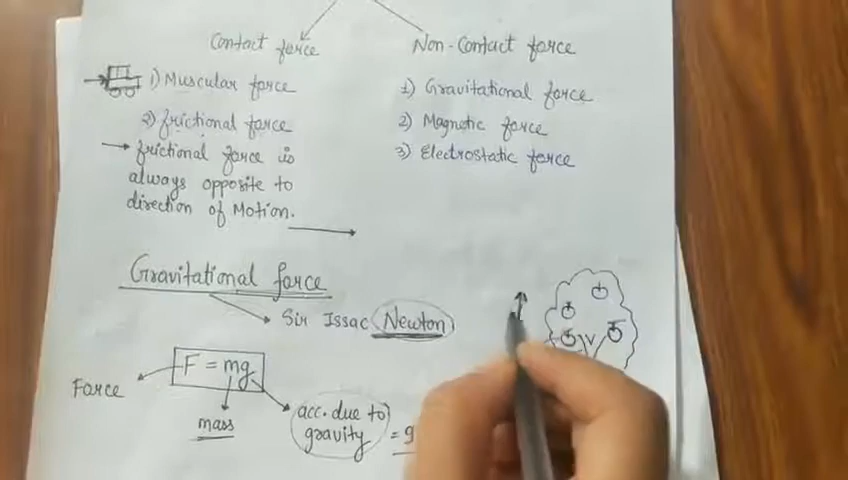 Contact force
Non-Contact force
1) Muscular force
2) frictional force
→ frictional force is
always opposite to
direction of Motion.
1) Gravitational force
2) Magnetic force
3) Electrostatic force
Gravitational force
Sir Issac Newton
F = mg
Force
mass
acc. due to
gravity = 9